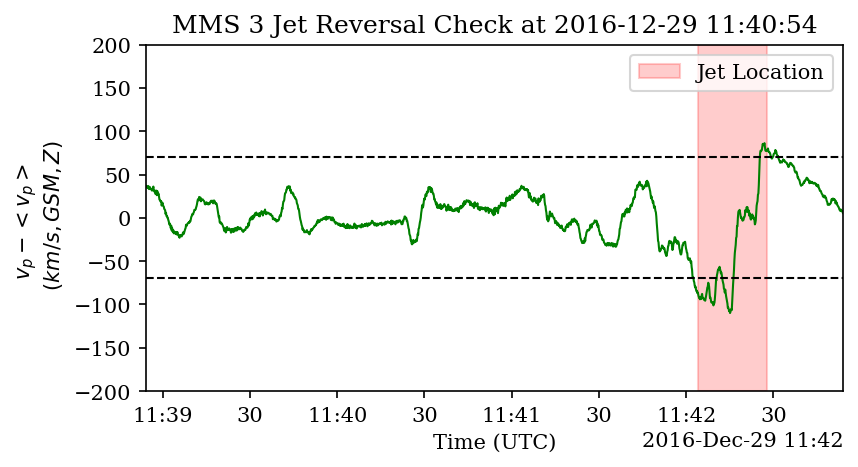 MMS 3 Jet Reversal Check at 2016-12-29 11:40:54
200
150
100
50
0
−50
−100
−150
−200
v_p − < v_p >
(km/s, GSM, Z)
Jet Location
11:39 30 11:40 30 11:41 30 11:42 30
Time (UTC)
2016-Dec-29 11:42